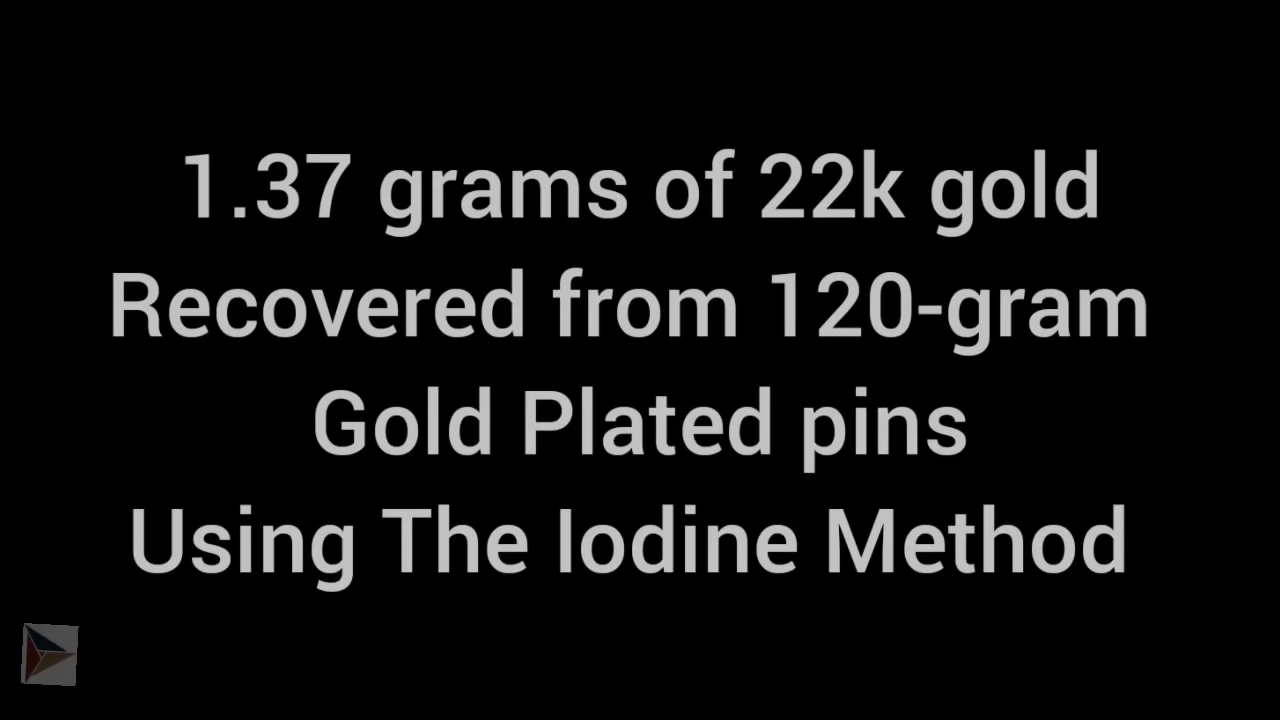 1.37 grams of 22k gold
Recovered from 120-gram
Gold Plated pins
Using The Iodine Method